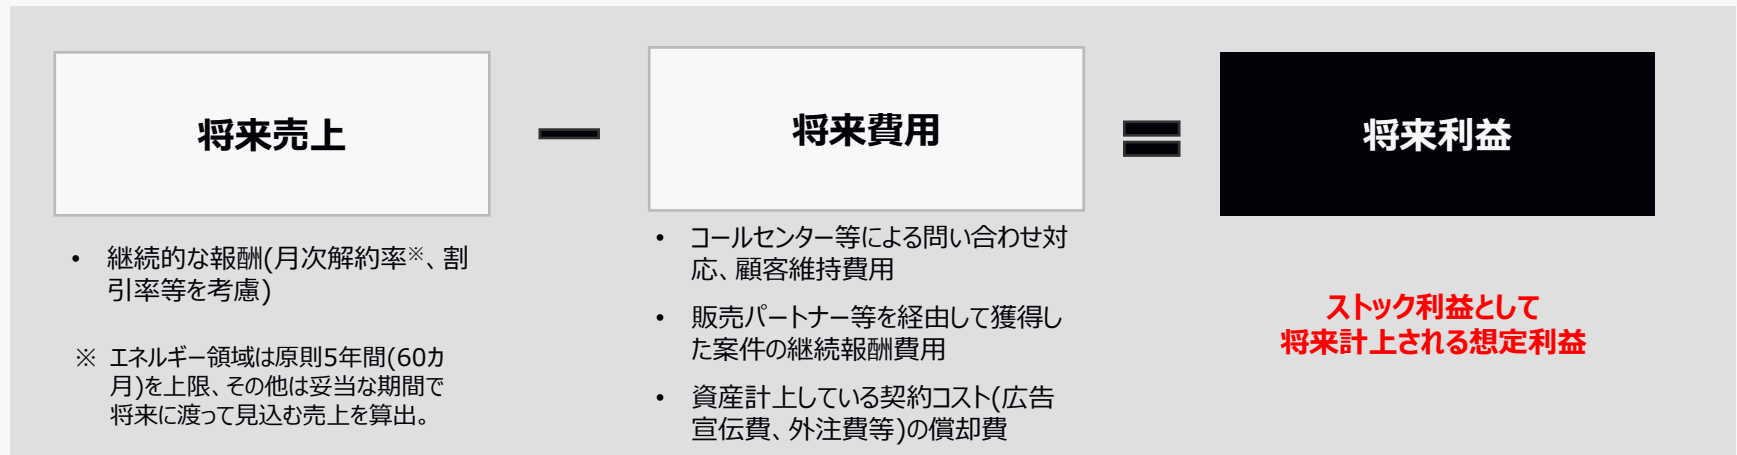 将来売上
ー
将来費用
＝
将来利益
• 継続的な報酬(月次解約率※、割
引率等を考慮)
※ エネルギー領域は原則5年間(60カ
月)を上限、その他は妥当な期間で
将来に渡って見込む売上を算出。
• コールセンター等による問い合わせ対
応、顧客維持費用
• 販売パートナー等を経由して獲得し
た案件の継続報酬費用
• 資産計上している契約コスト(広告
宣伝費、外注費等)の償却費
ストック利益として
将来計上される想定利益